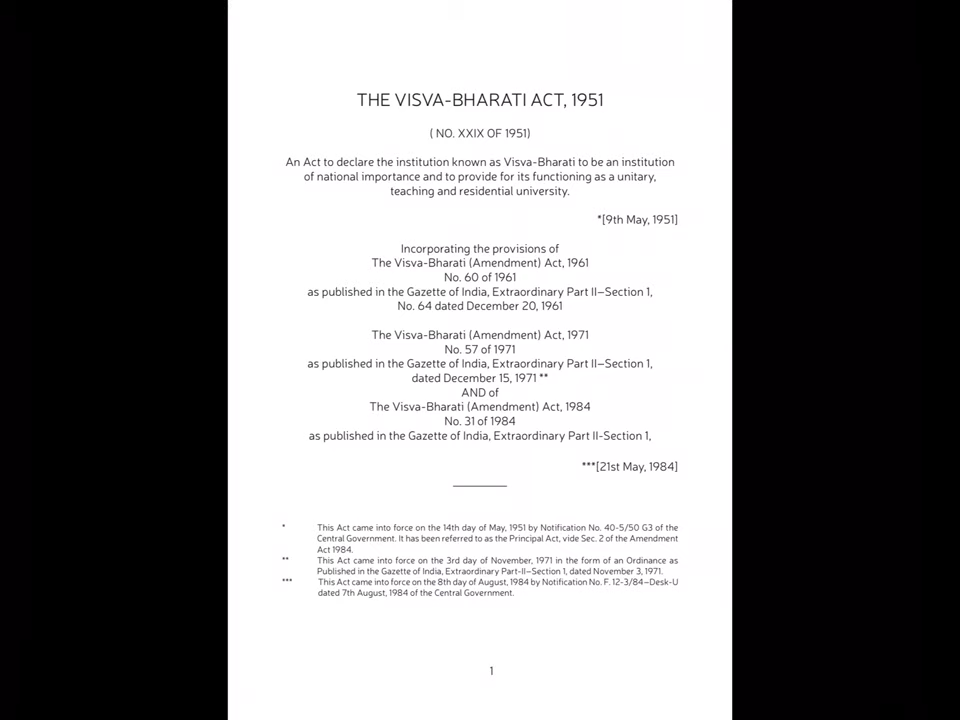 THE VISVA-BHARATI ACT, 1951
( NO. XXIX OF 1951)
An Act to declare the institution known as Visva-Bharati to be an institution
of national importance and to provide for its functioning as a unitary,
teaching and residential university.
*[9th May, 1951]
Incorporating the provisions of
The Visva-Bharati (Amendment) Act, 1961
No. 60 of 1961
as published in the Gazette of India, Extraordinary Part II–Section 1,
No. 64 dated December 20, 1961
The Visva-Bharati (Amendment) Act, 1971
No. 57 of 1971
as published in the Gazette of India, Extraordinary Part II–Section 1,
dated December 15, 1971 **
AND of
The Visva-Bharati (Amendment) Act, 1984
No. 31 of 1984
as published in the Gazette of India, Extraordinary Part II-Section 1,
***[21st May, 1984]
* This Act came into force on the 14th day of May, 1951 by Notification No. 40-5/50 G3 of the
Central Government. It has been referred to as the Principal Act, vide Sec. 2 of the Amendment
Act 1984.
** This Act came into force on the 3rd day of November, 1971 in the form of an Ordinance as
Published in the Gazette of India, Extraordinary Part-II–Section 1, dated November 3, 1971.
*** This Act came into force on the 8th day of August, 1984 by Notification No. F. 12-3/84–Desk-U
dated 7th August, 1984 of the Central Government.
1